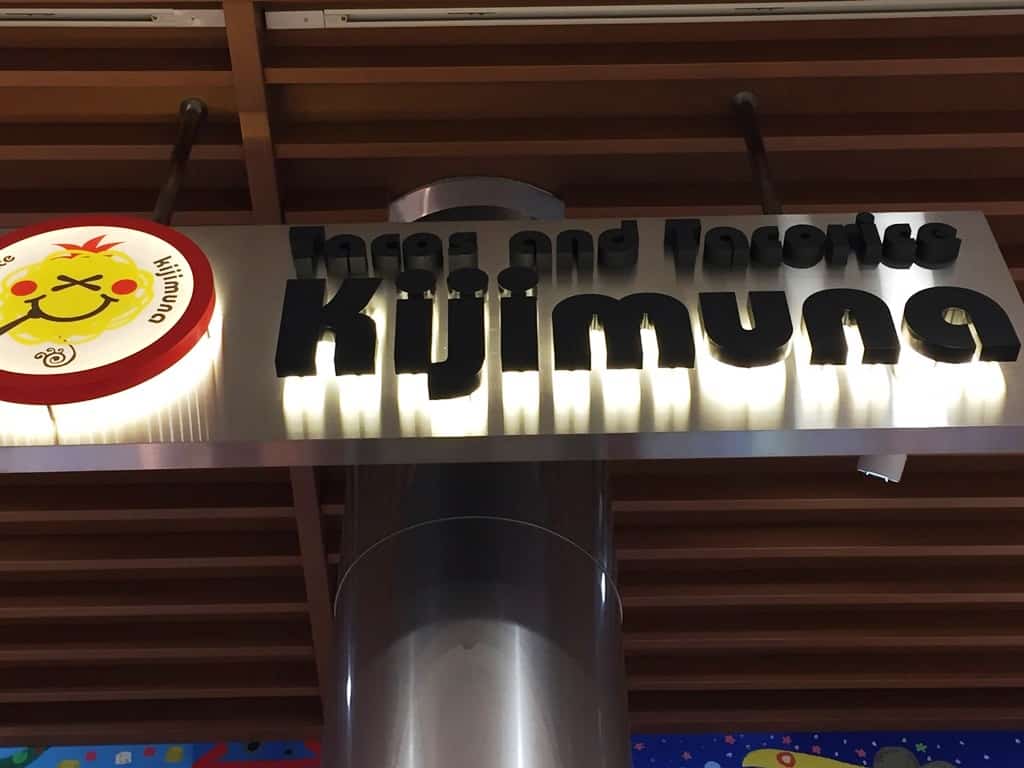 Tacos and Tacorice
Kijimuna
kijimuna